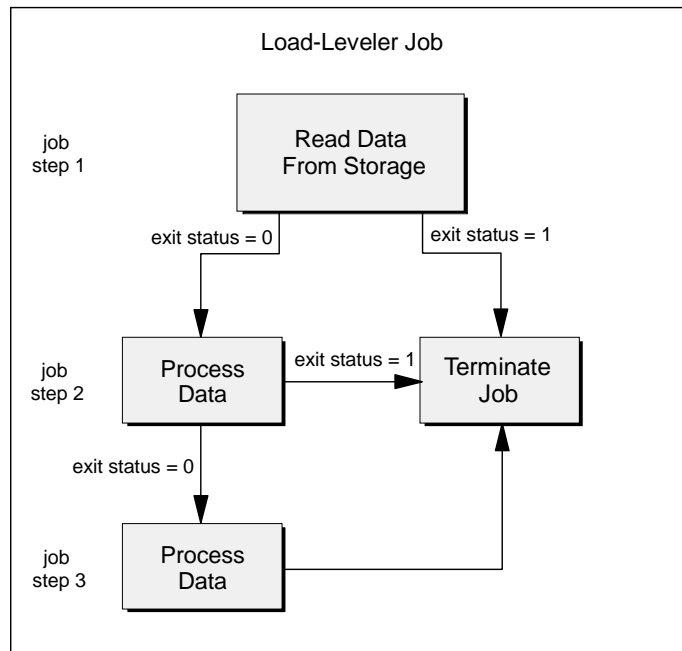 Load-Leveler Job
job
step 1
Read Data
From Storage
exit status = 0
exit status = 1
job
step 2
Process
Data
exit status = 1
Terminate
Job
exit status = 0
job
step 3
Process
Data